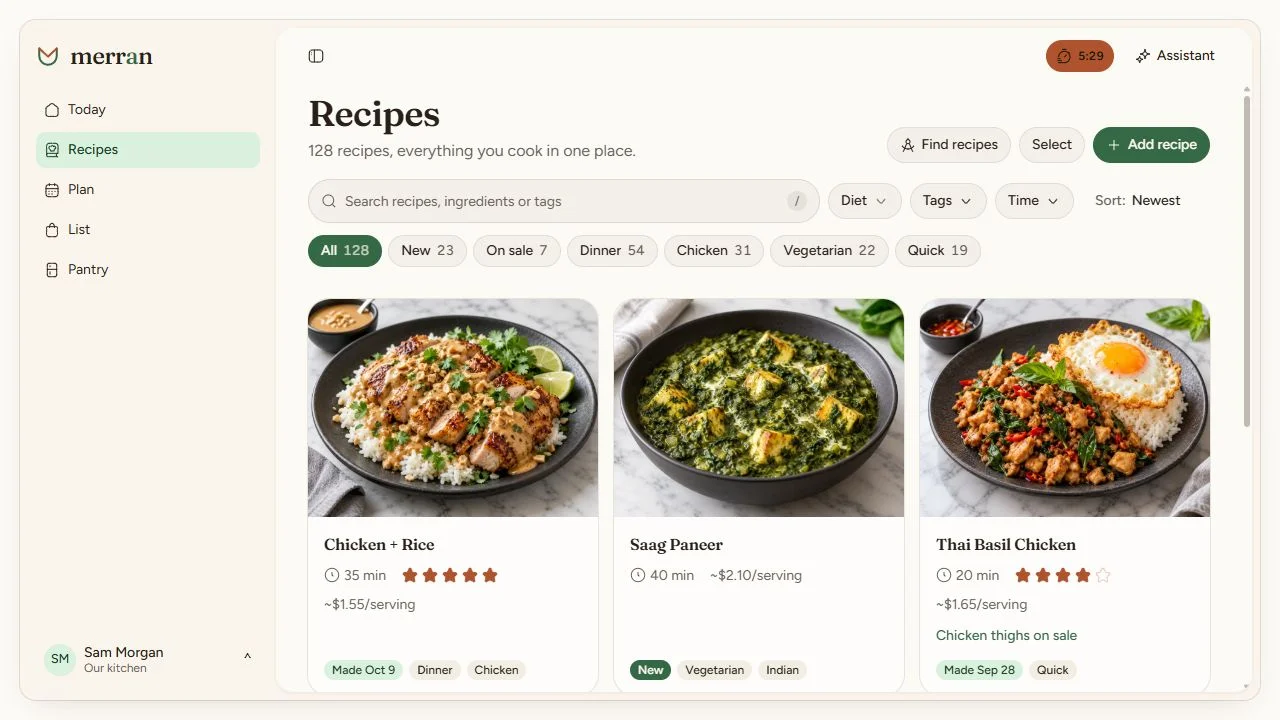 merran
5:29
Assistant
Today
Recipes
Plan
List
Pantry
Recipes
128 recipes, everything you cook in one place.
Find recipes
Select
Add recipe
Search recipes, ingredients or tags
/
Diet
Tags
Time
Sort: Newest
All 128
New 23
On sale 7
Dinner 54
Chicken 31
Vegetarian 22
Quick 19
Chicken + Rice
35 min
~$1.55/serving
Made Oct 9
Dinner
Chicken
Saag Paneer
40 min ~$2.10/serving
New
Vegetarian
Indian
Thai Basil Chicken
20 min
~$1.65/serving
Chicken thighs on sale
Made Sep 28
Quick
SM
Sam Morgan
Our kitchen